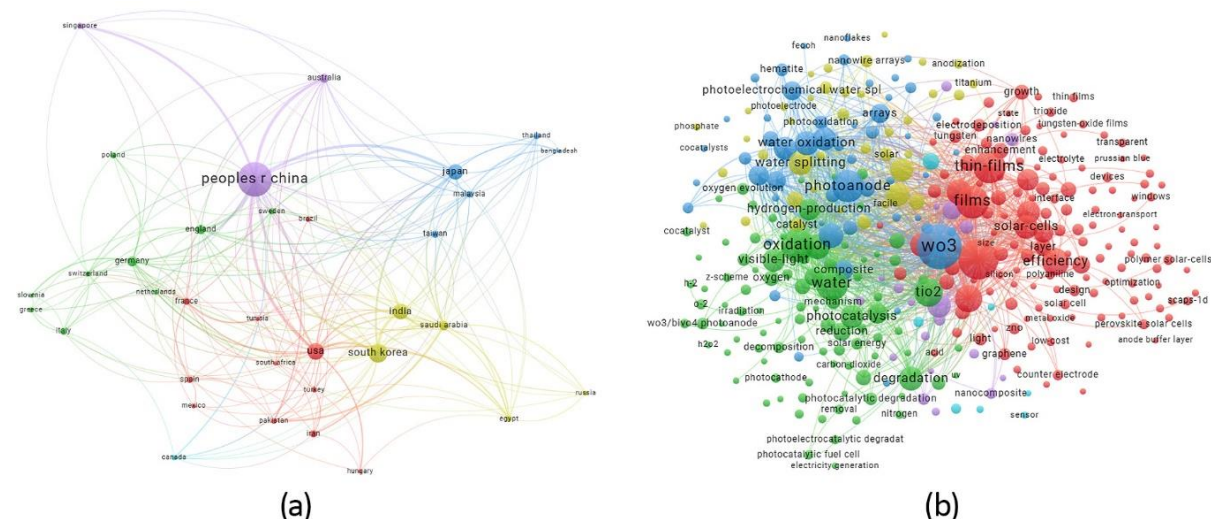 singapore
australia
thailand
bangladesh
poland
peoples r china
japan
malaysia
sweden
brazil
england
taiwan
germany
switzerland
netherlands
slovenia
france
greece
tunisia
india
saudi arabia
italy
usa
south korea
south africa
spain
turkey
russia
mexico
pakistan
egypt
iran
canada
hungary
(a)
nanoflakes
feooh
nanowire arrays
hematite
anodization
titanium
photoelectrochemical water spl
growth
thin films
photoelectrode
arrays
state
trioxide
photooxidation
electrodeposition
tungsten-oxide films
phosphate
tungsten
nanowires
water oxidation
enhancement
transparent
cocatalysts
water splitting
solar
electrolyte
prussian blue
thin-films
devices
oxygen evolution
photoanode
interface
windows
facile
films
hydrogen-production
electron-transport
catalyst
solar-cells
cocatalyst
oxidation
wo3
size
layer
visible-light
efficiency
polymer solar-cells
h-2
z-scheme
oxygen
composite
silicon
polyaniline
optimization
water
tio2
design
o-2
mechanism
solar cell
scaps-1d
irradiation
photocatalysis
metal oxide
wo3/bivo4 photoanode
reduction
zno
perovskite solar cells
h2o2
decomposition
solar energy
light
low-cost
anode buffer layer
acid
graphene
carbon dioxide
photocathode
degradation
uv
counter electrode
nanocomposite
photocatalytic degradation
removal
nitrogen
sensor
photoelectrocatalytic degradat
photocatalytic fuel cell
electricity-generation
(b)